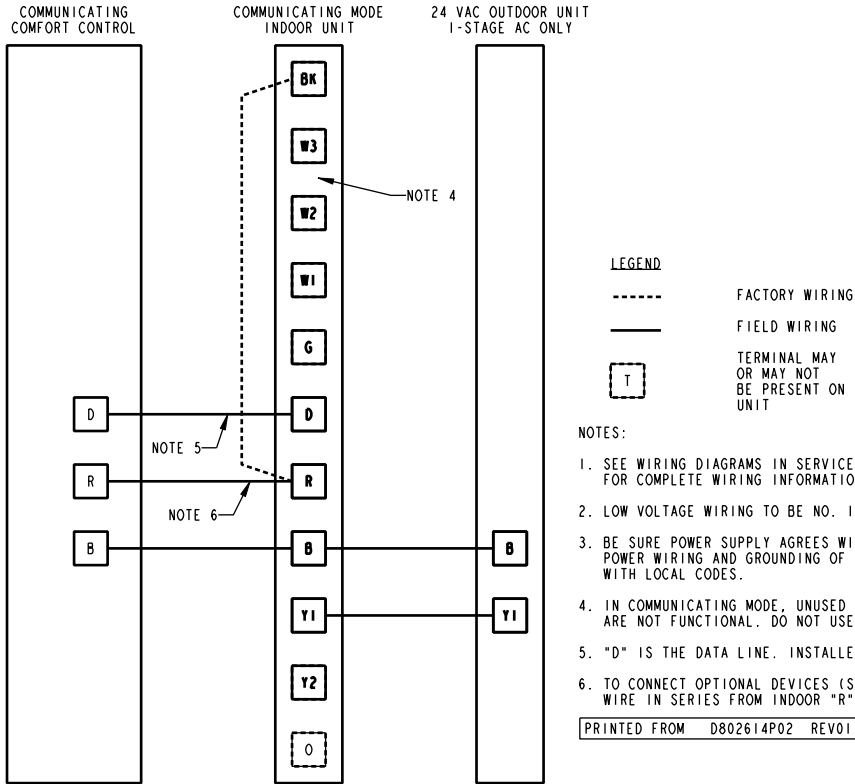 COMMUNICATING
COMFORT CONTROL
COMMUNICATING MODE
INDOOR UNIT
24 VAC OUTDOOR UNIT
1-STAGE AC ONLY
BK
W3
W2
W1
G
D
R
B
Y1
Y2
O
D
R
B
B
Y1
NOTE 4
NOTE 5
NOTE 6
LEGEND
FACTORY WIRING
FIELD WIRING
T
TERMINAL MAY
OR MAY NOT
BE PRESENT ON
UNIT
NOTES:
1. SEE WIRING DIAGRAMS IN SERVICE
FOR COMPLETE WIRING
2. LOW VOLTAGE WIRING TO BE NO.
3. BE SURE POWER SUPPLY AGREES
POWER WIRING AND GROUNDING OF
WITH LOCAL CODES.
4. IN COMMUNICATING MODE, UNUSED
ARE NOT FUNCTIONAL. DO NOT USE
5. "D" IS THE DATA LINE.
6. TO CONNECT OPTIONAL DEVICES
WIRE IN SERIES FROM INDOOR "R"
PRINTED FROM D802614P02 REV01